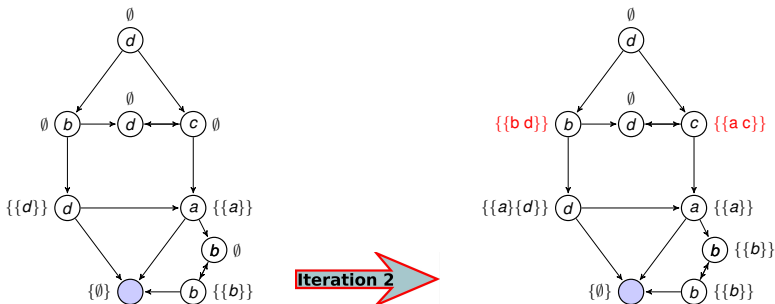 ∅ ∅
d d
∅ ∅
∅ b d c ∅ {{b d}} b d c {{a c}}
{{d}} d a {{a}} {{a}{d}} d a {{a}}
b ∅ b {{b}}
{∅} b {{b}} Iteration 2 {∅} b {{b}}